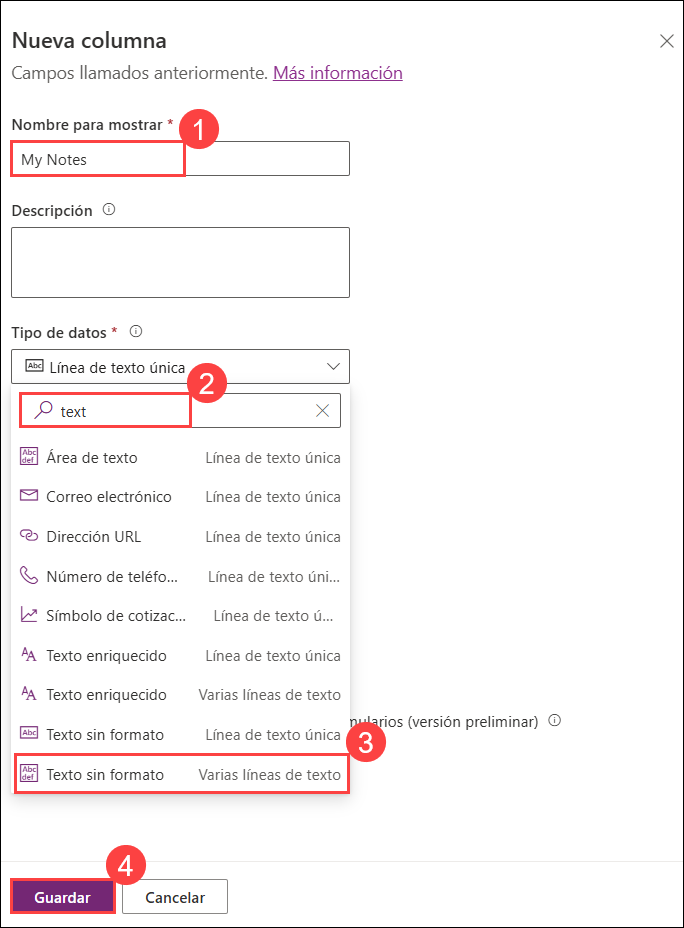 Nueva columna
Campos llamados anteriormente. Más información
Nombre para mostrar *
1
My Notes
Descripción
Tipo de datos *
Abc Línea de texto única
2
text
Abc def Área de texto Línea de texto única
Correo electrónico Línea de texto única
Dirección URL Línea de texto única
Número de teléfo... Línea de texto úni...
Símbolo de cotizac... Línea de texto ú...
AA Texto enriquecido Línea de texto única
AA Texto enriquecido Varias líneas de texto
mularios (versión preliminar)
Abc Texto sin formato Línea de texto única
3
Abc def Texto sin formato Varias líneas de texto
4
Guardar Cancelar